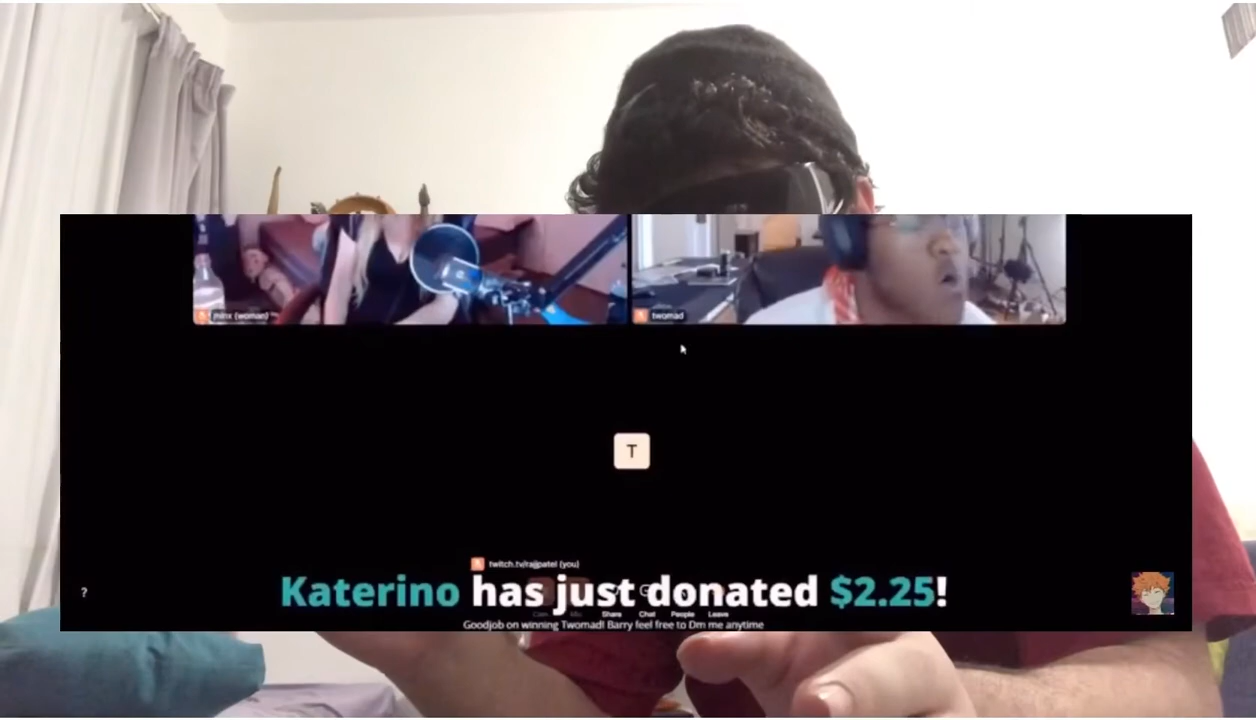 minx (woman)
twomad
T
twitch.tv/rajjpatel (you)
Katerino has just donated $2.25!
?
Share Chat People Leave
Goodjob on winning Twomad! Barry feel free to Dm me anytime